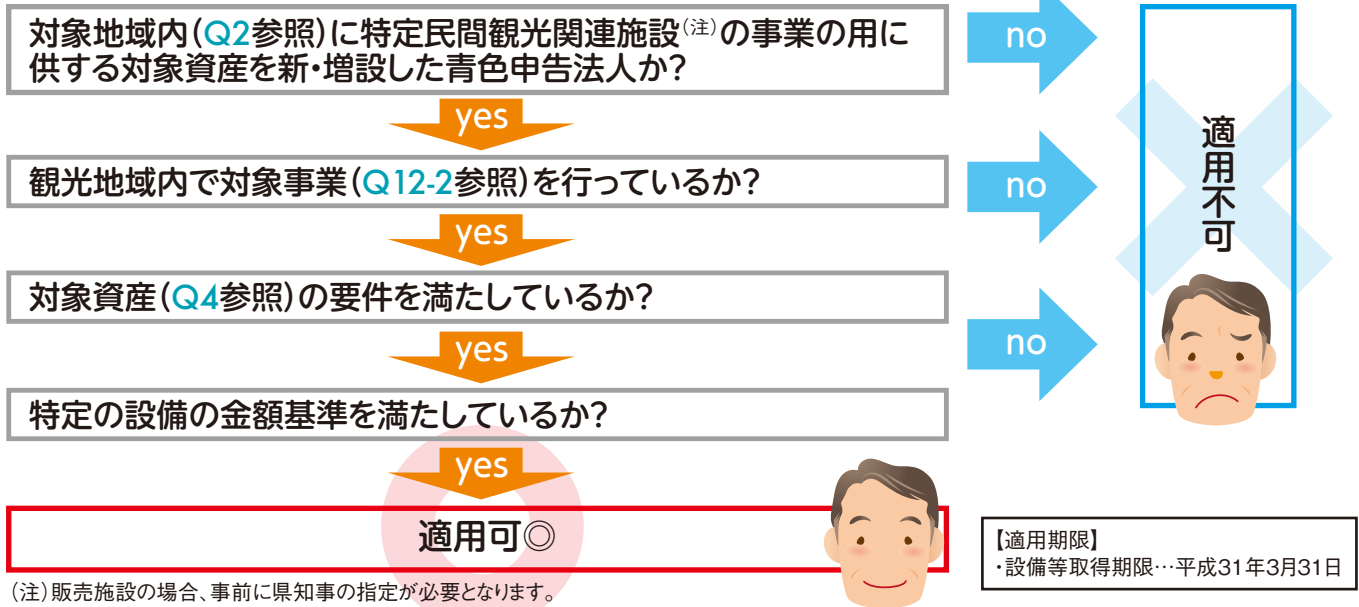 対象地域内(Q2参照)に特定民間観光関連施設(注)の事業の用に
供する対象資産を新・増設した青色申告法人か?
no
yes
観光地域内で対象事業(Q12-2参照)を行っているか?
no
yes
対象資産(Q4参照)の要件を満たしているか?
no
yes
特定の設備の金額基準を満たしているか?
yes
適用可◎
適用不可
(注)販売施設の場合、事前に県知事の指定が必要となります。
【適用期限】
・設備等取得期限…平成31年3月31日